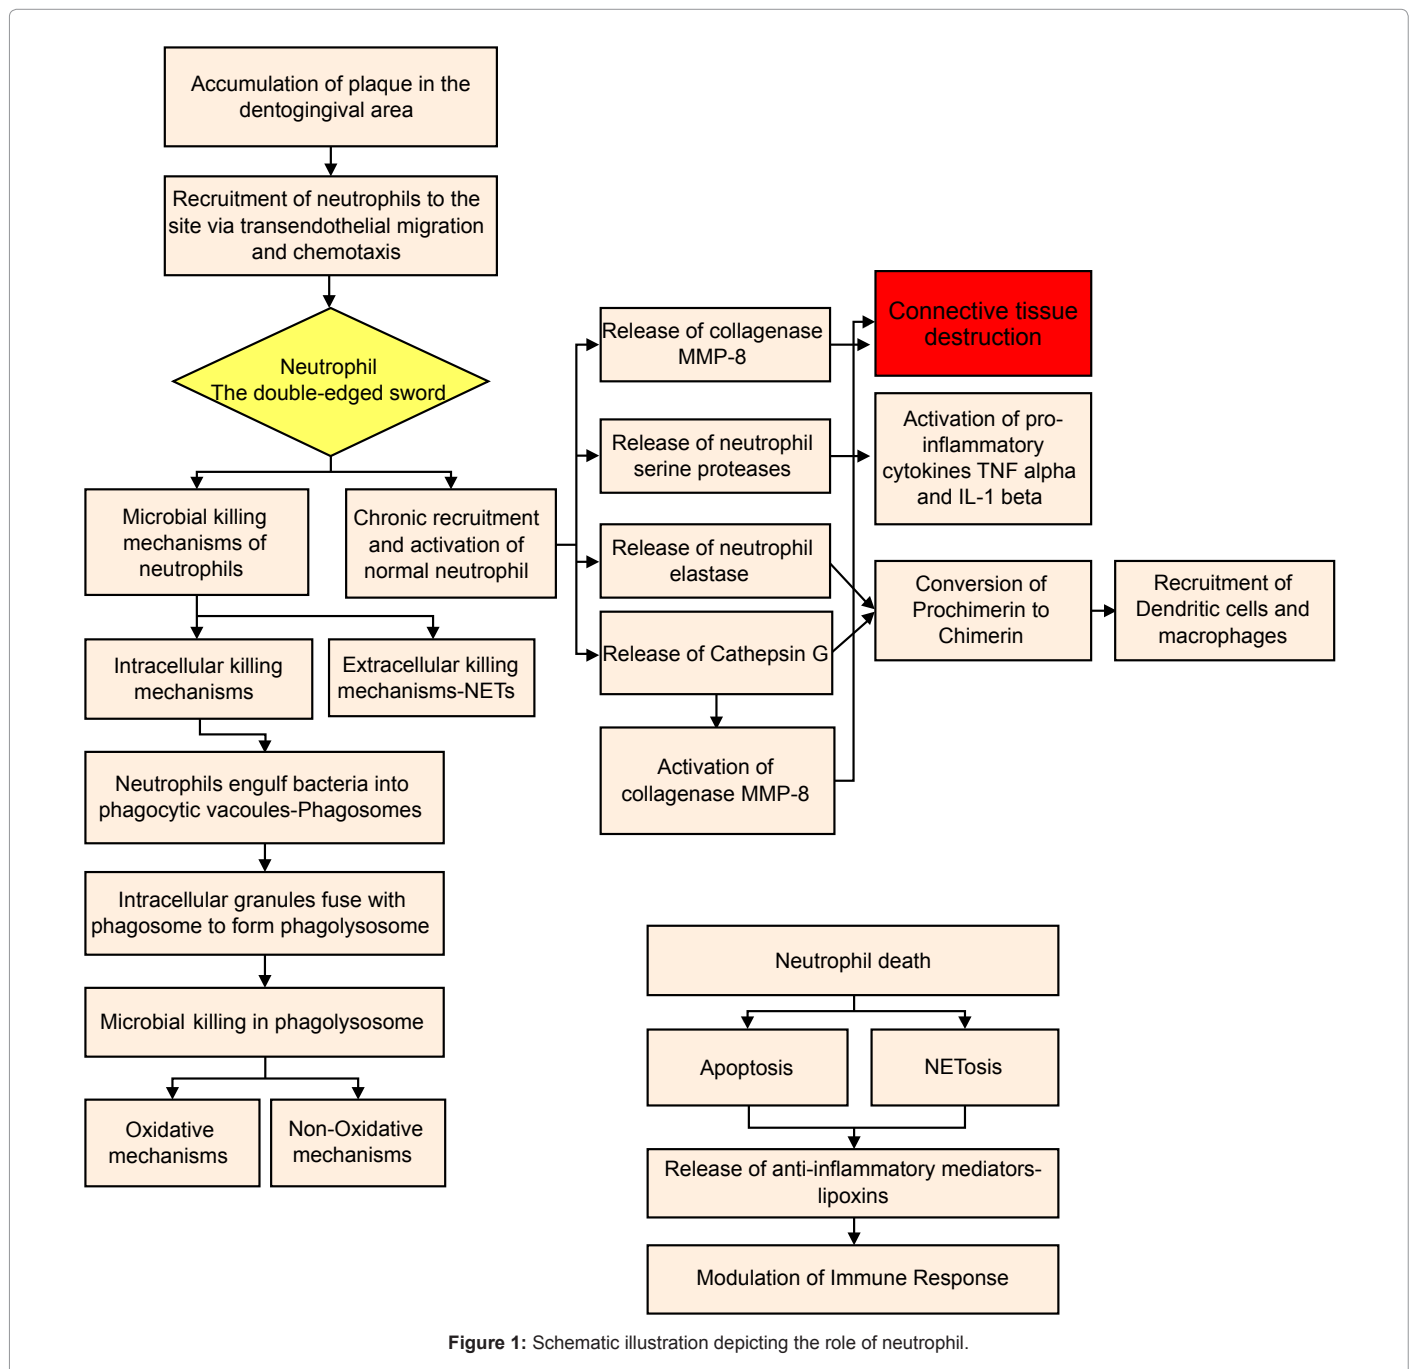 Accumulation of plaque in the
dentogingival area
Recruitment of neutrophils to the
site via transendothelial migration
and chemotaxis
Neutrophil
The double-edged sword
Microbial killing
mechanisms of
neutrophils
Chronic recruitment
and activation of
normal neutrophil
Intracellular killing
mechanisms
Extracellular killing
mechanisms-NETs
Neutrophils engulf bacteria into
phagocytic vacoules-Phagosomes
Intracellular granules fuse with
phagosome to form phagolysosome
Microbial killing in phagolysosome
Oxidative
mechanisms
Non-Oxidative
mechanisms
Release of collagenase
MMP-8
Release of neutrophil
serine proteases
Release of neutrophil
elastase
Release of Cathepsin G
Activation of
collagenase MMP-8
Connective tissue
destruction
Activation of pro-
inflammatory
cytokines TNF alpha
and IL-1 beta
Conversion of
Prochimerin to
Chimerin
Recruitment of
Dendritic cells and
macrophages
Neutrophil death
Apoptosis
NETosis
Release of anti-inflammatory mediators-
lipoxins
Modulation of Immune Response
Figure 1: Schematic illustration depicting the role of neutrophil.